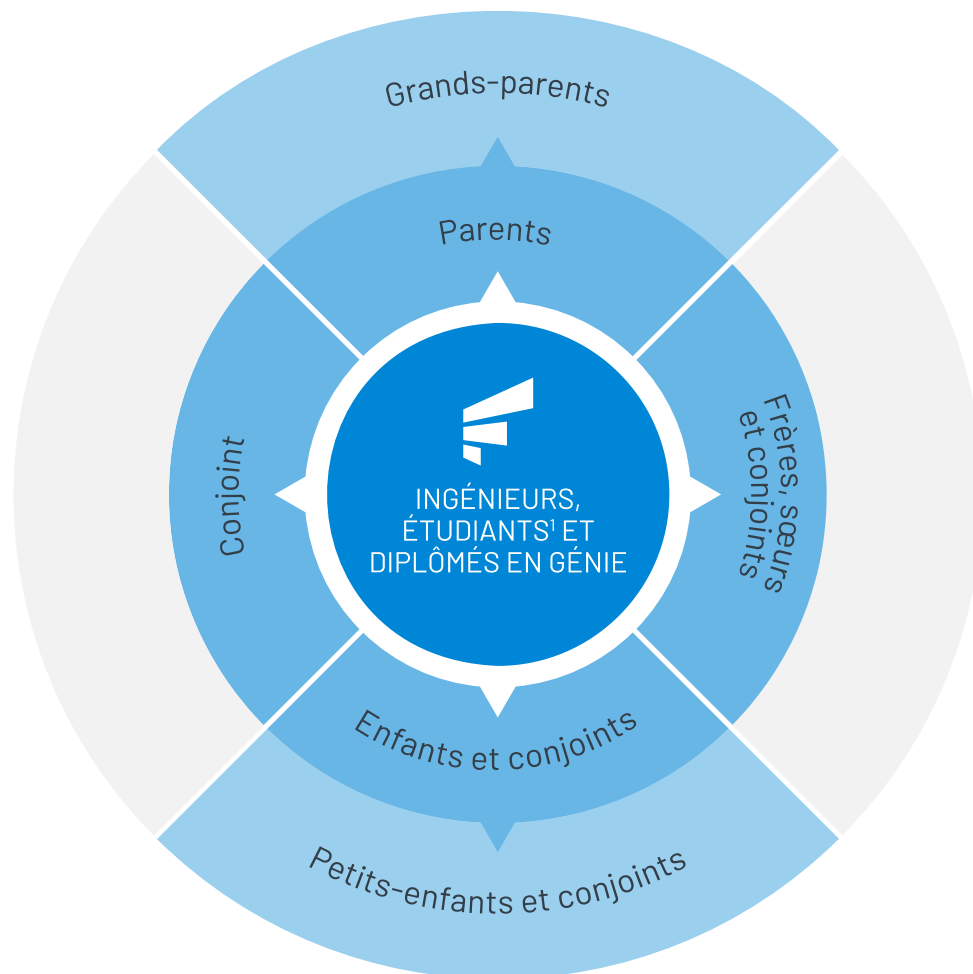 Grands-parents
Parents
Conjoint
INGÉNIEURS,
ÉTUDIANTS¹ ET
DIPLÔMÉS EN GÉNIE
Frères, sœurs
et conjoints
Enfants et conjoints
Petits-enfants et conjoints